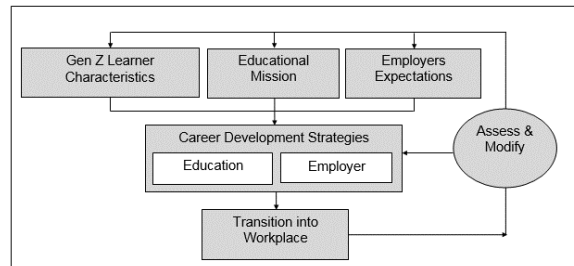 Gen Z Learner
Characteristics
Educational
Mission
Employers
Expectations
Career Development Strategies
Education
Employer
Assess &
Modify
Transition into
Workplace